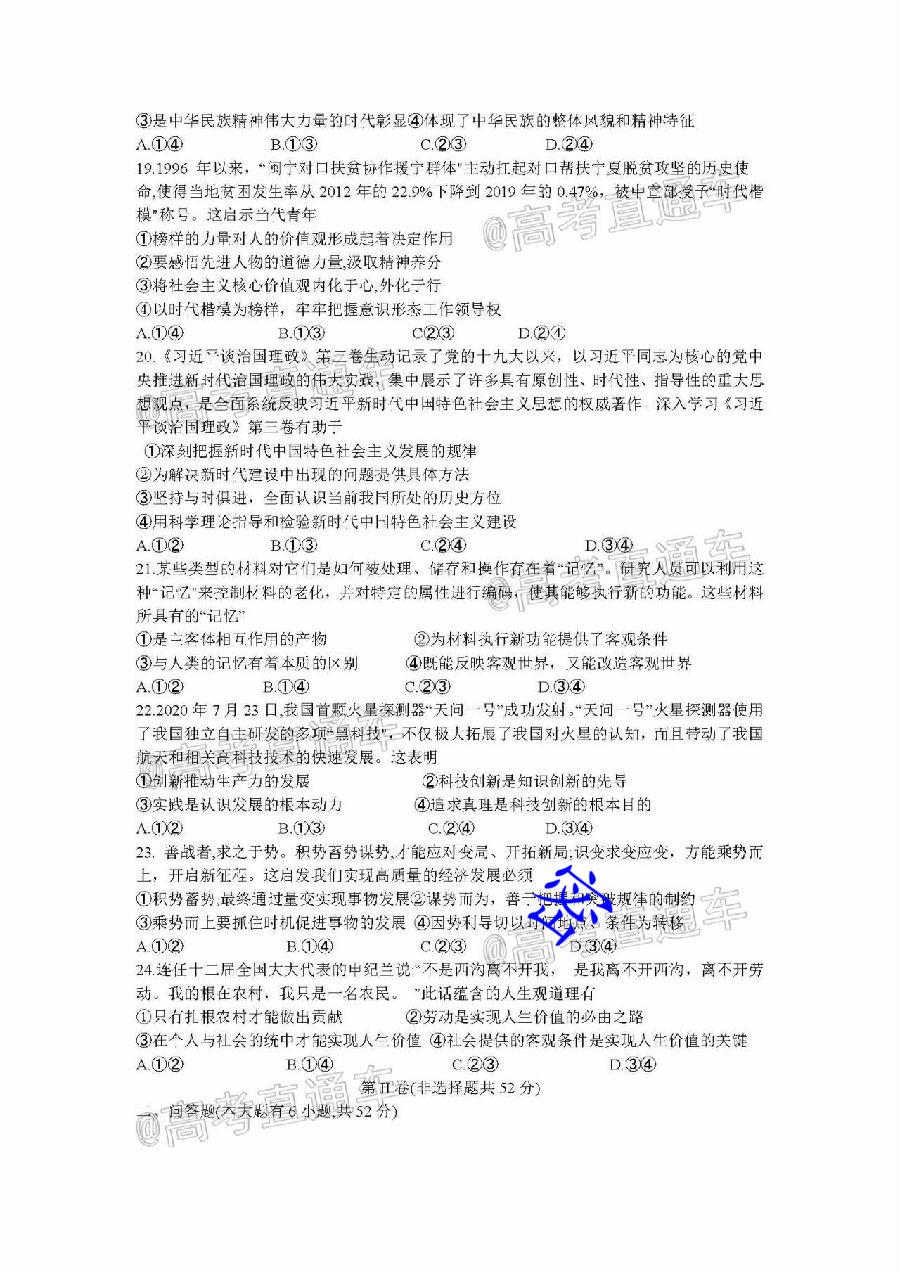 ③是中华民族精神伟大力量的时代彰显④体现了中华民族的整体风貌和精神特征
A.①④ B.①③ C.②③ D.②④
19.1996 年以来，“闽宁对口扶贫协作援宁群体"主动扛起对口帮扶宁夏脱贫攻坚的历史使
命,使得当地贫困发生率从 2012 年的 22.9%下降到 2019 年的 0.47%，被中宣部授予“时代楷
模”称号。这启示当代青年
①榜样的力量对人的价值观形成起着决定作用
②要感悟先进人物的道德力量,汲取精神养分
③将社会主义核心价值观内化于心,外化于行
④以时代楷模为榜样，牢牢把握意识形态工作领导权
A.①④ B.①③ C②③ D.②④
20.《习近平谈治国理政》第三卷生动记录了党的十九大以来，以习近平同志为核心的党中
央推进新时代治国理政的伟大实践，集中展示了许多具有原创性、时代性、指导性的重大思
想观点，是全面系统反映习近平新时代中国特色社会主义思想的权威著作。深入学习《习近
平谈治国理政》第三卷有助于
①深刻把握新时代中国特色社会主义发展的规律
②为解决新时代建设中出现的问题提供具体方法
③坚持与时俱进，全面认识当前我国所处的历史方位
④用科学理论指导和检验新时代中国特色社会主义建设
A.①② B.①③ C.②④ D.③④
21.某些类型的材料对它们是如何被处理、储存和操作存在着“记忆”。研究人员可以利用这
种“记忆"来控制材料的老化，并对特定的属性进行编码，使其能够执行新的功能。这些材料
所具有的“记忆”
①是主客体相互作用的产物 ②为材料执行新功能提供了客观条件
③与人类的记忆有着本质的区别 ④既能反映客观世界，又能改造客观世界
A.①② B.①④ C.②③ D.③④
22.2020 年 7 月 23 日,我国首颗火星探测器“天问一号”成功发射。“天问一号”火星探测器使用
了我国独立自主研发的多项“黑科技"，不仅极人拓展了我国对火星的认知，而且带动了我国
航天和相关高科技技术的快速发展。这表明
①创新推动生产力的发展 ②科技创新是知识创新的先导
③实践是认识发展的根本动力 ④追求真理是科技创新的根本目的
A.①② B.①③ C.②④ D.③④
23. 善战者,求之于势。积势蓄势谋势,才能应对变局、开拓新局;识变求变应变，方能乘势而
上，开启新征程。这启发我们实现高质量的经济发展必须
①积势蓄势,最终通过量变实现事物发展②谋势而为，善于把握和突破规律的制约
③乘势而上要抓住时机促进事物的发展 ④因势利导切以时间地点、条件为转移
A.①② B.①④ C.②③ D.③④
24.连任十二届全国大大代表的申纪兰说:“不是西沟离不开我， 是我离不开西沟，离不开劳
动。我的根在农村，我只是一名农民。 ”此话蕴含的人生观道理有
①只有扎根农村才能做出贡献 ②劳动是实现人生价值的必由之路
③在个人与社会的统中才能实现人生价值 ④社会提供的客观条件是实现人生价值的关键
A.①② B.①④ C.②③ D.③④
第 II 卷(非选择题共 52 分)
二、问答题(本大题有 6 小题,共 52 分)
@高考直通车
@高考直通车
@高考直通车
@高考直通车
@高考直通车
@高考直通车
@高考直通车